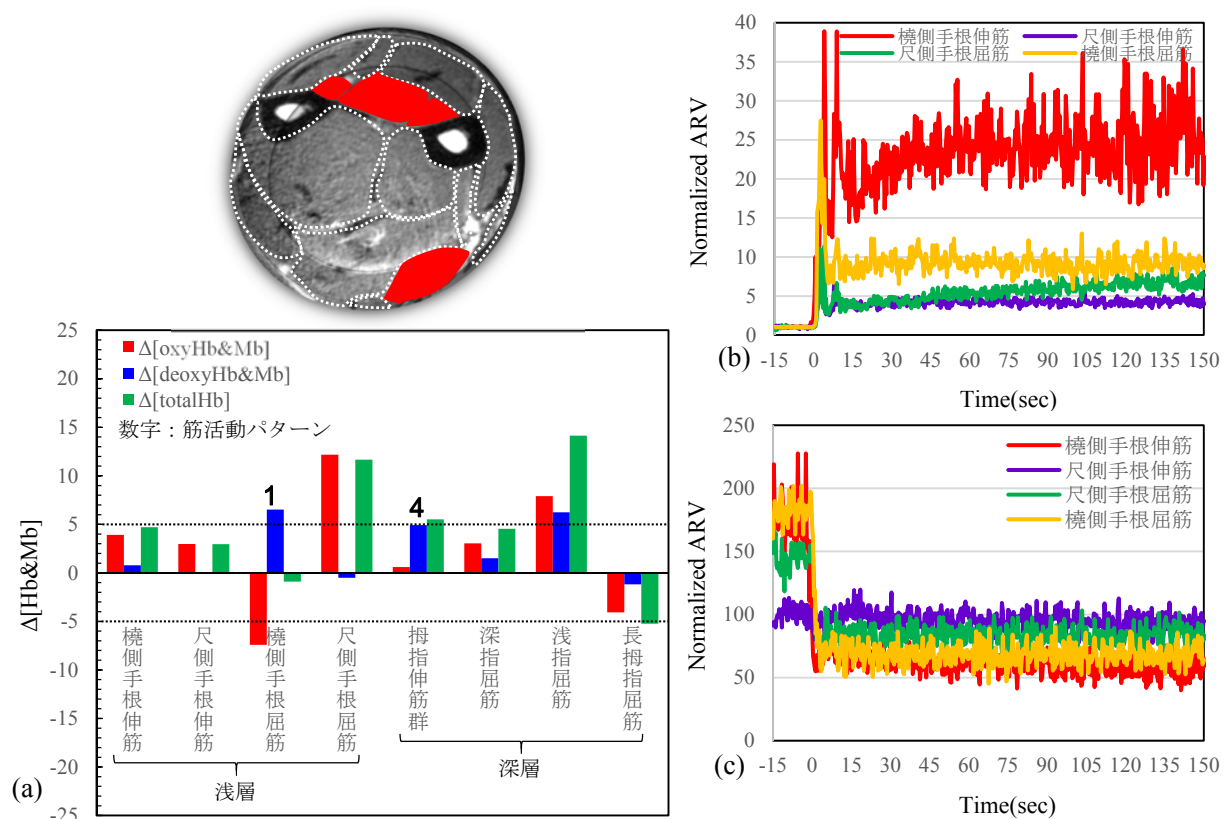 25
20
15
10
5
0
-5
-10
-15
-20
-25
Δ[Hb&Mb]
Δ[oxyHb&Mb]
Δ[deoxyHb&Mb]
Δ[totalHb]
数字：筋活動パターン
1
4
橈側手根伸筋
尺側手根伸筋
橈側手根屈筋
尺側手根屈筋
拇指伸筋群
深指屈筋
浅指屈筋
長拇指屈筋
浅層
深層
(a)
40
35
30
25
20
15
10
5
0
Normalized ARV
橈側手根伸筋
尺側手根伸筋
尺側手根屈筋
橈側手根屈筋
(b)
-15 0 15 30 45 60 75 90 105 120 135 150
Time(sec)
250
200
150
100
50
0
Normalized ARV
橈側手根伸筋
尺側手根伸筋
尺側手根屈筋
橈側手根屈筋
(c)
-15 0 15 30 45 60 75 90 105 120 135 150
Time(sec)